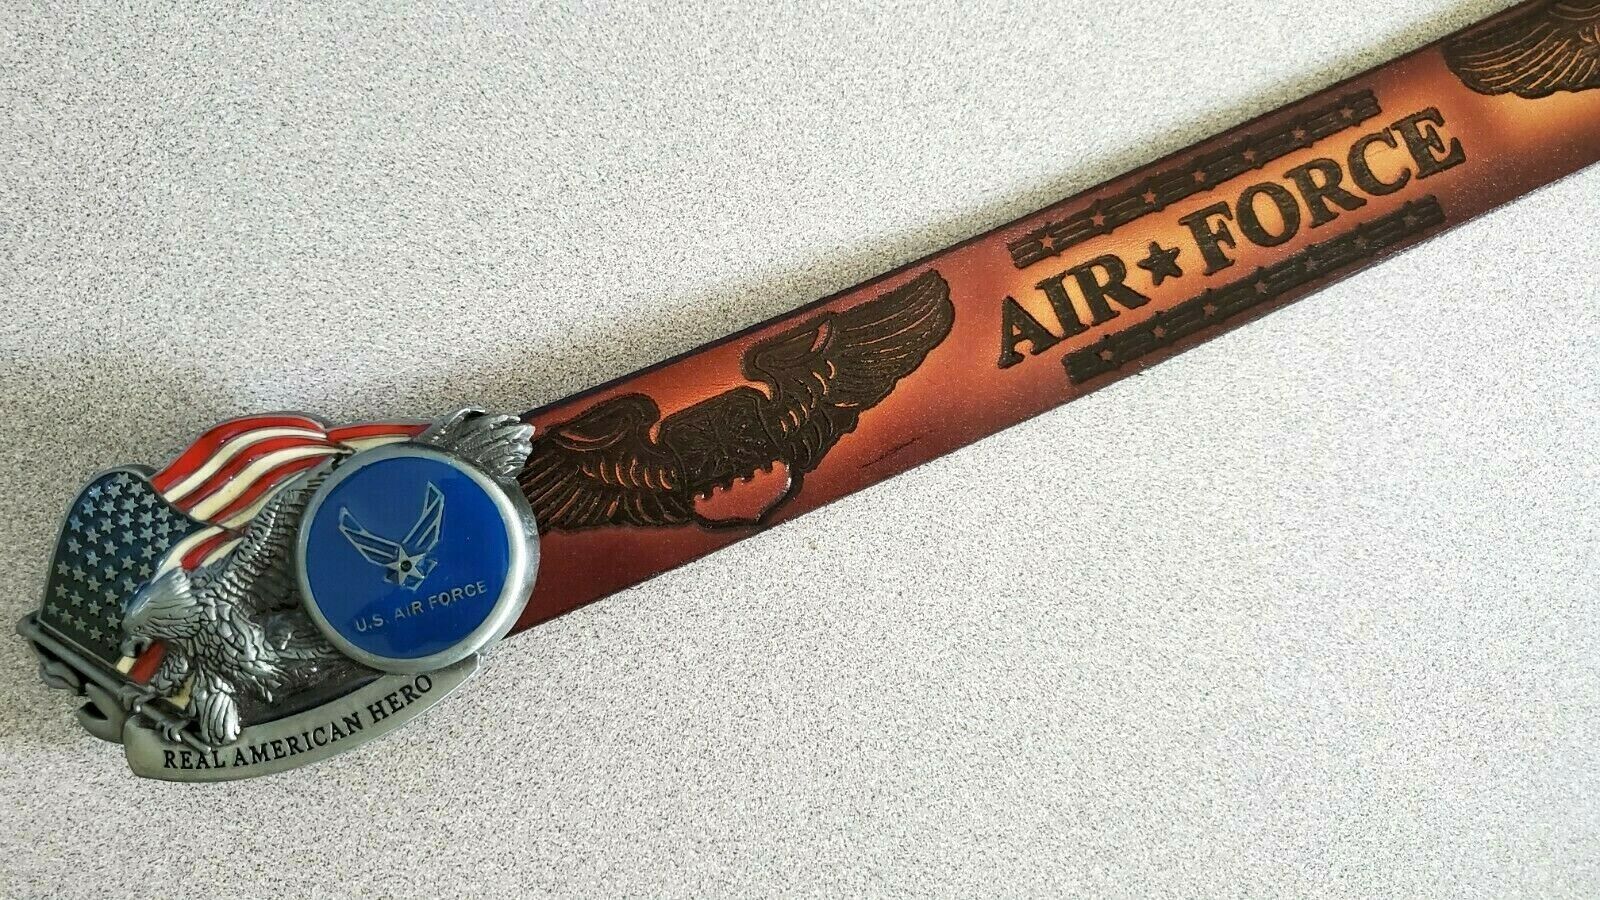 U.S. AIR FORCE
REAL AMERICAN HERO
AIR★FORCE